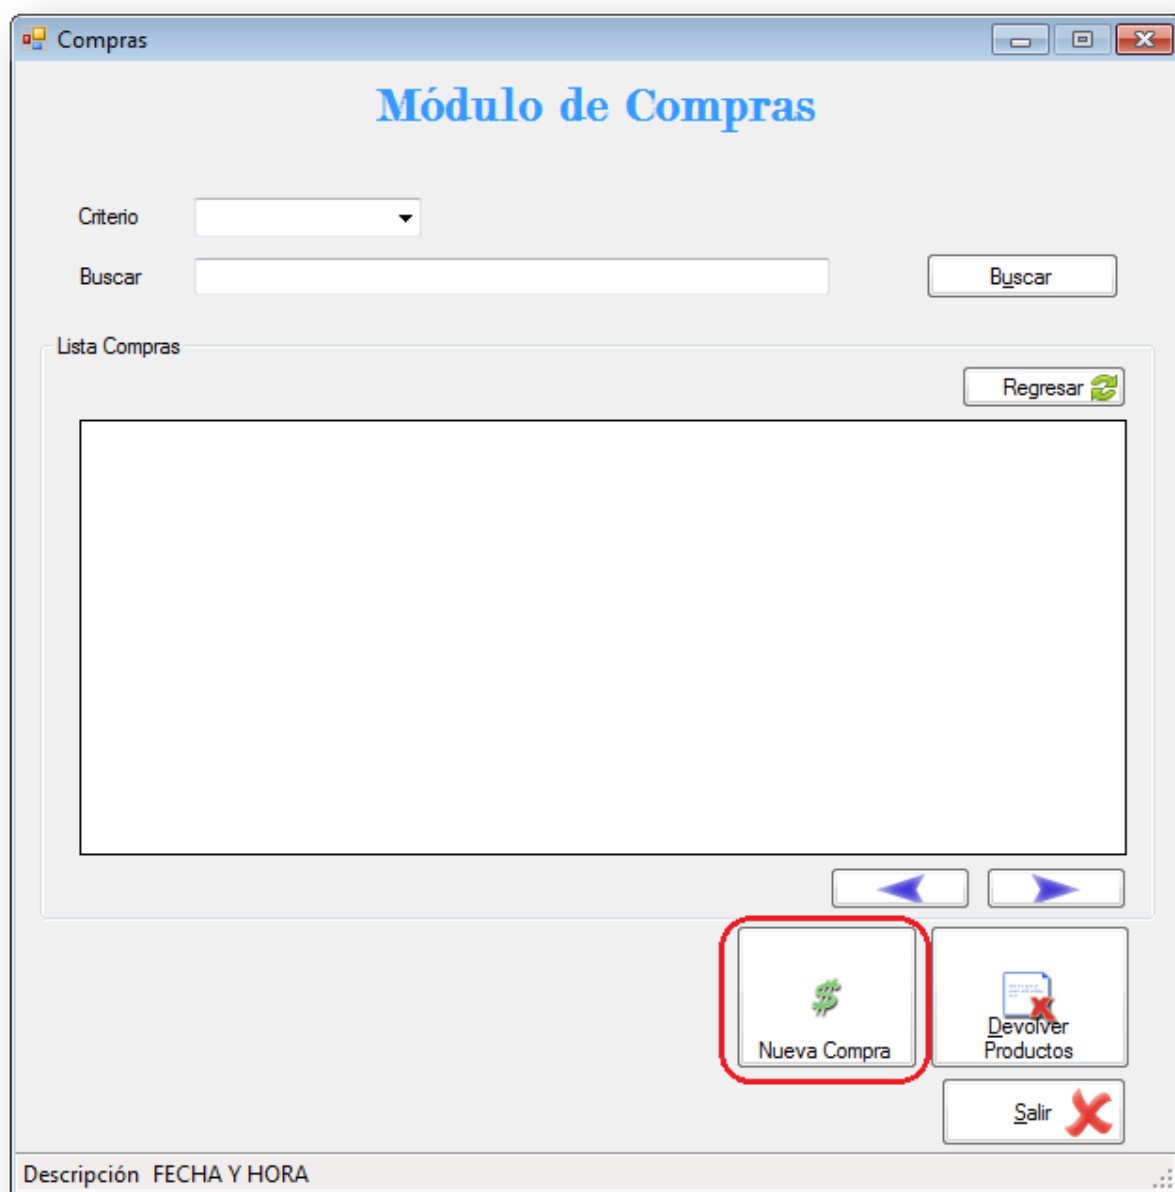 Compras
Módulo de Compras
Criterio
Buscar
Buscar
Lista Compras
Regresar
$
Nueva Compra
Devolver
Productos
Salir
Descripción FECHA Y HORA